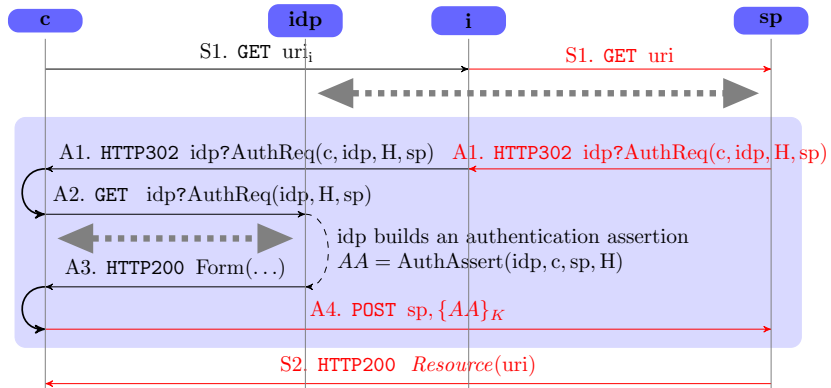 c idp i sp
S1. GET uri_i
S1. GET uri
A1. HTTP302 idp?AuthReq(c, idp, H, sp)
A1. HTTP302 idp?AuthReq(c, idp, H, sp)
A2. GET idp?AuthReq(idp, H, sp)
idp builds an authentication assertion
AA = AuthAssert(idp, c, sp, H)
A3. HTTP200 Form(...)
A4. POST sp, {AA}_K
S2. HTTP200 Resource(uri)